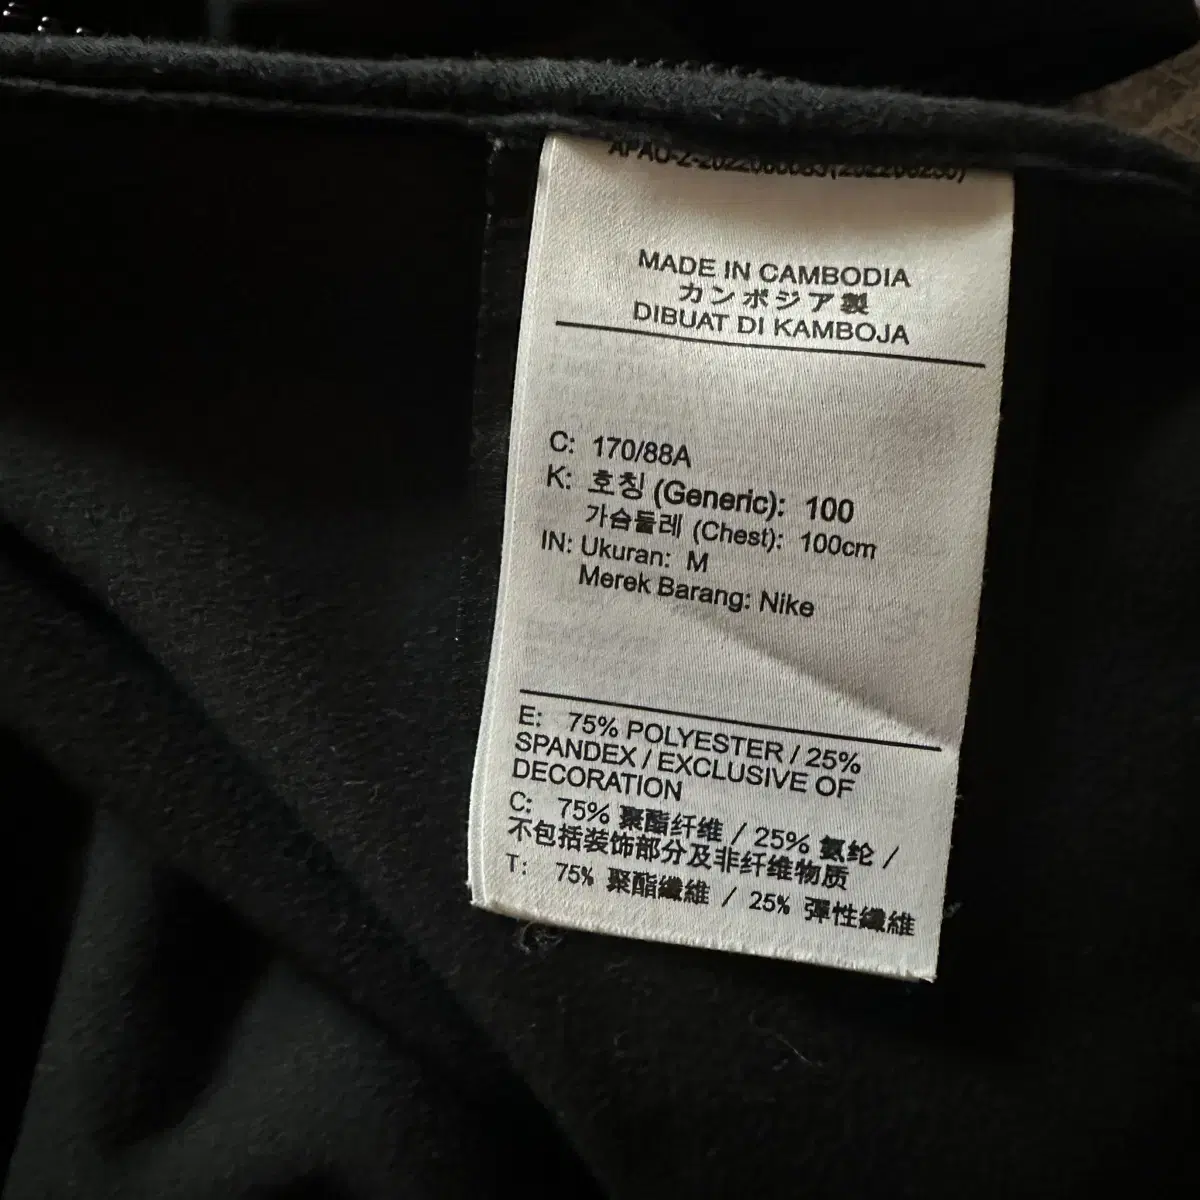 MADE IN CAMBODIA
カンボジア製
DIBUAT DI KAMBOJA
C: 170/88A
K: 호칭 (Generic): 100
가슴둘레 (Chest): 100cm
IN: Ukuran: M
Merek Barang: Nike
E: 75% POLYESTER / 25%
SPANDEX / EXCLUSIVE OF
DECORATION
C: 75% 聚酯纤维 / 25% 氨纶 /
不包括装饰部分及非纤维物质
T: 75% 聚酯纖維 / 25% 彈性纖維